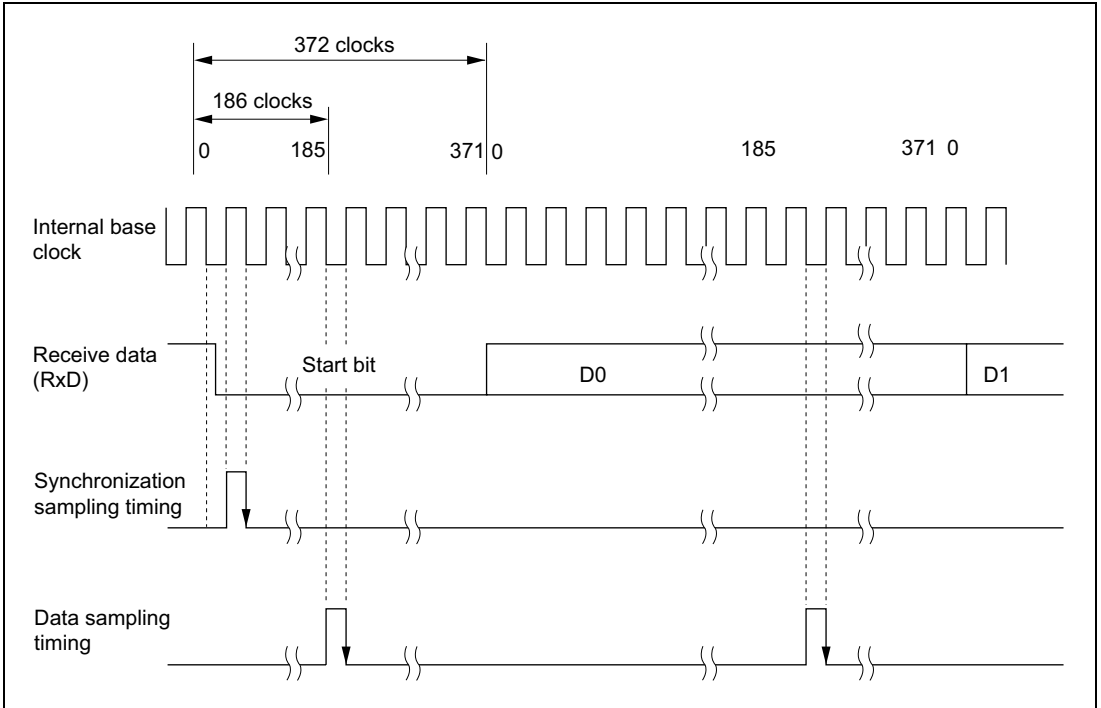 372 clocks
186 clocks
0 185 371 0 185 371 0
Internal base
clock
Receive data
(RxD)
Start bit
D0
D1
Synchronization
sampling timing
Data sampling
timing